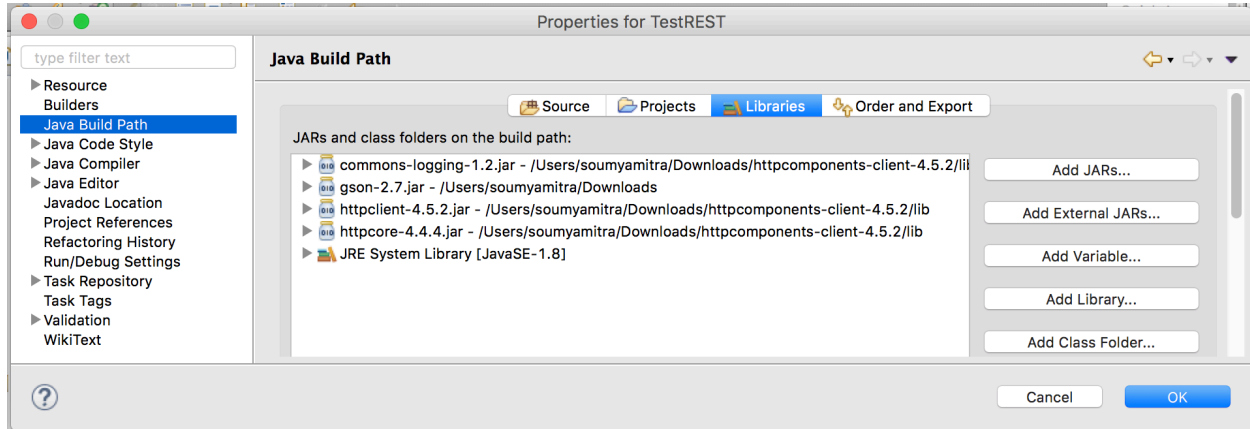 Properties for TestREST
type filter text
Resource
Builders
Java Build Path
Java Code Style
Java Compiler
Java Editor
Javadoc Location
Project References
Refactoring History
Run/Debug Settings
Task Repository
Task Tags
Validation
WikiText
Java Build Path
Source
Projects
Libraries
Order and Export
JARs and class folders on the build path:
commons-logging-1.2.jar - /Users/soumyamitra/Downloads/httpcomponents-client-4.5.2/lib
gson-2.7.jar - /Users/soumyamitra/Downloads
httpclient-4.5.2.jar - /Users/soumyamitra/Downloads/httpcomponents-client-4.5.2/lib
httpcore-4.4.4.jar - /Users/soumyamitra/Downloads/httpcomponents-client-4.5.2/lib
JRE System Library [JavaSE-1.8]
Add JARs...
Add External JARs...
Add Variable...
Add Library...
Add Class Folder...
?
Cancel
OK